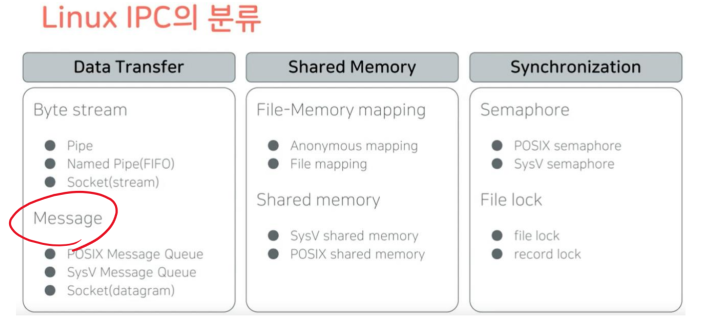 Linux IPC의 분류
Data Transfer
Byte stream
Pipe
Named Pipe(FIFO)
Socket(stream)
Message
POSIX Message Queue
SysV Message Queue
Socket(datagram)
Shared Memory
File-Memory mapping
Anonymous mapping
File mapping
Shared memory
SysV shared memory
POSIX shared memory
Synchronization
Semaphore
POSIX semaphore
SysV semaphore
File lock
file lock
record lock